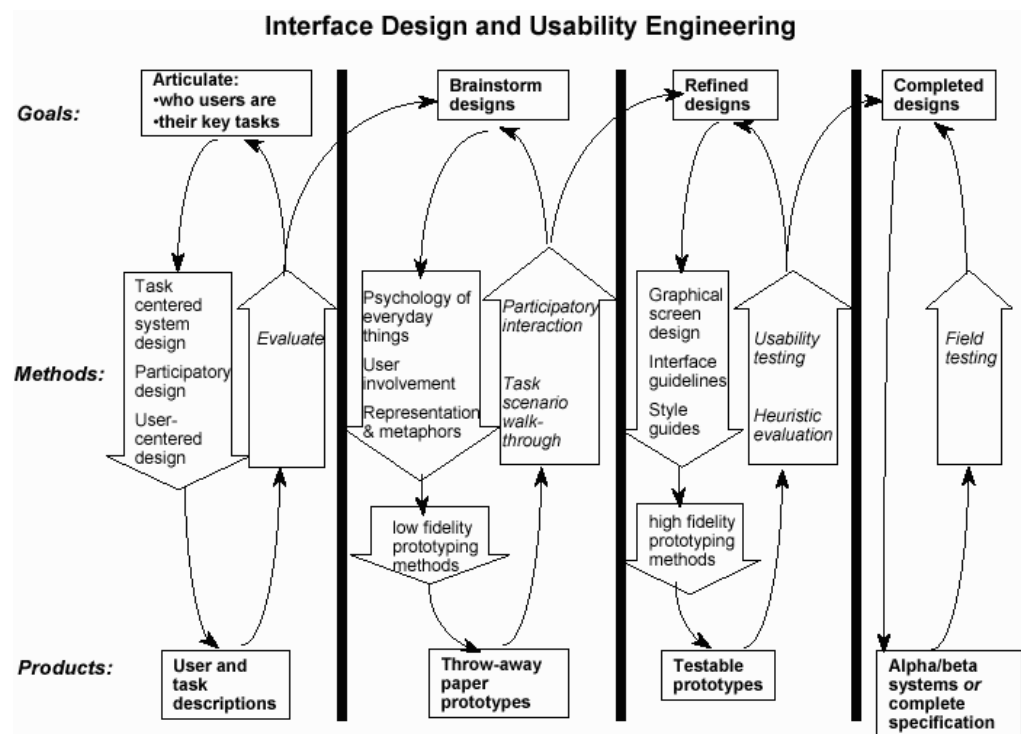 Interface Design and Usability Engineering
Goals:
Articulate:
•who users are
•their key tasks
Brainstorm
designs
Refined
designs
Completed
designs
Methods:
Task
centered
system
design
Participatory
design
User-
centered
design
Evaluate
Psychology of
everyday
things
User
involvement
Representation
& metaphors
Participatory
interaction
Task
scenario
walk-
through
Graphical
screen
design
Interface
guidelines
Style
guides
Usability
testing
Heuristic
evaluation
Field
testing
low fidelity
prototyping
methods
high fidelity
prototyping
methods
Products:
User and
task
descriptions
Throw-away
paper
prototypes
Testable
prototypes
Alpha/beta
systems or
complete
specification